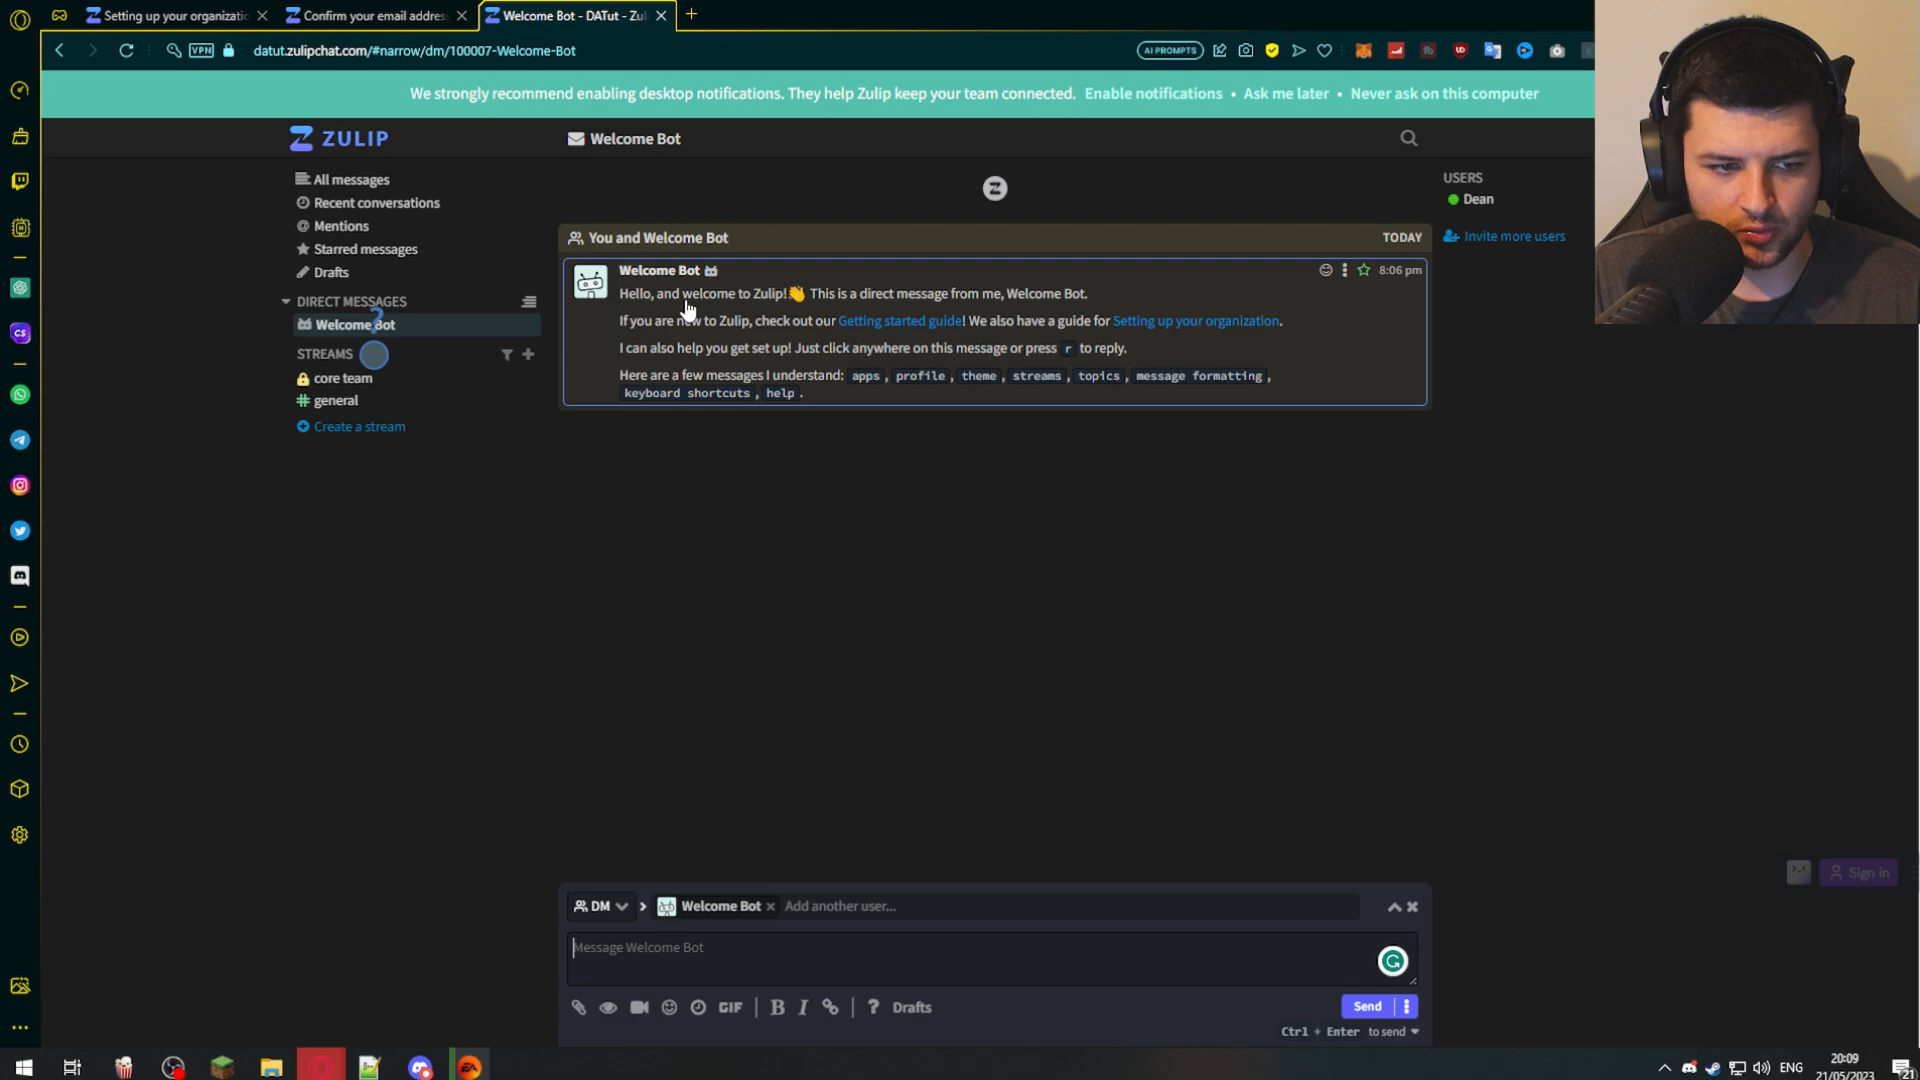 Setting up your organizatio
Confirm your email address
Welcome Bot - DATut - Zuli
VPN
datut.zulipchat.com/#narrow/dm/100007-Welcome-Bot
AI PROMPTS
We strongly recommend enabling desktop notifications. They help Zulip keep your team connected. Enable notifications • Ask me later • Never ask on this computer
ZULIP
Welcome Bot
All messages
Recent conversations
Mentions
Starred messages
Drafts
DIRECT MESSAGES
Welcome Bot
STREAMS
core team
general
Create a stream
You and Welcome Bot
TODAY
Welcome Bot
8:06 pm
Hello, and welcome to Zulip!👋 This is a direct message from me, Welcome Bot.
If you are new to Zulip, check out our Getting started guide! We also have a guide for Setting up your organization.
I can also help you get set up! Just click anywhere on this message or press r to reply.
Here are a few messages I understand: apps, profile, theme, streams, topics, message formatting,
keyboard shortcuts, help.
USERS
Dean
Invite more users
Sign in
DM
Welcome Bot
Add another user...
Message Welcome Bot
GIF
B
I
?
Drafts
Send
Ctrl + Enter to send
CS
EA
ENG
20:09
21/05/2023
21